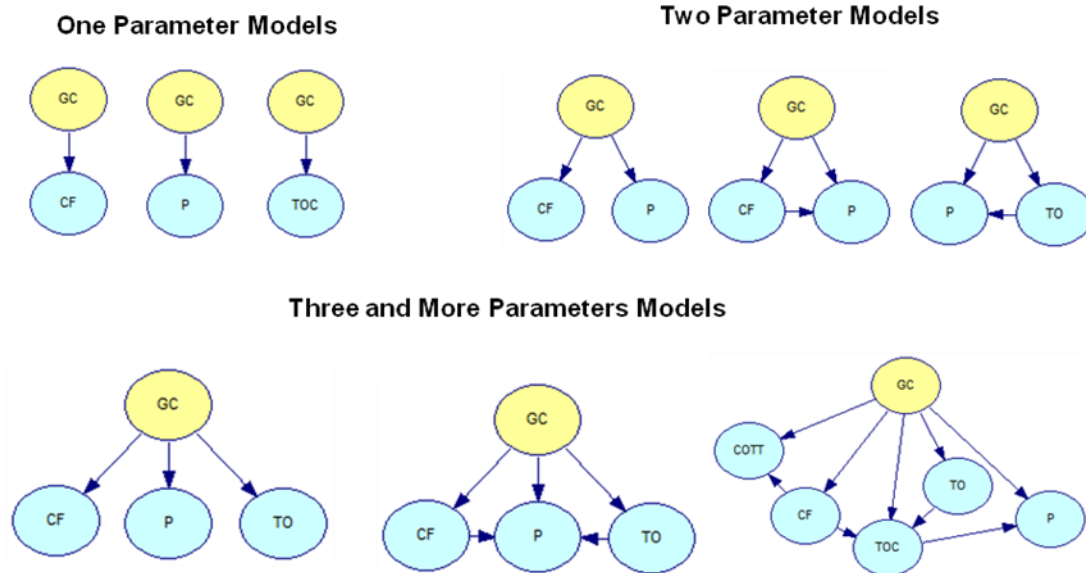 One Parameter Models
Two Parameter Models
GC
GC
GC
CF
P
TOC
GC
GC
GC
CF
P
CF
P
P
TO
Three and More Parameters Models
GC
CF
P
TO
GC
CF
P
TO
GC
COTT
TO
CF
P
TOC